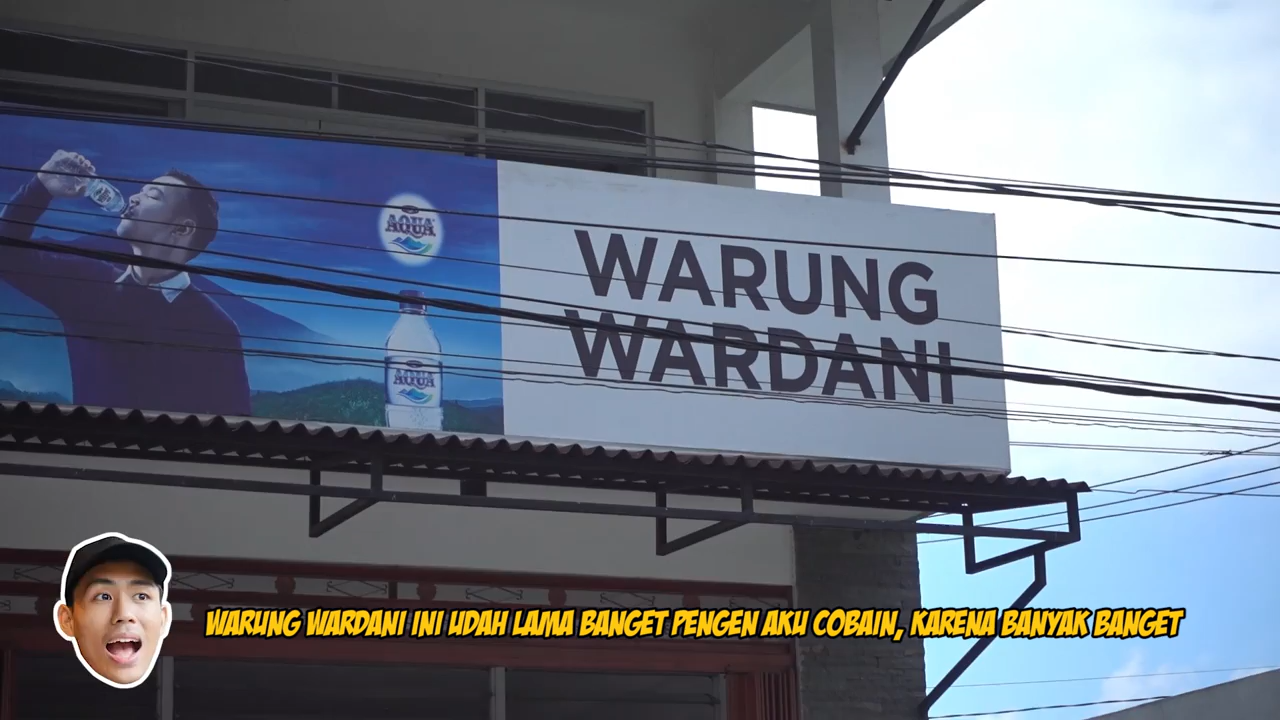 AQUA
WARUNG
WARDANI
AQUA
WARUNG WARDANI INI UDAH LAMA BANGET PENGEN AKU COBAIN, KARENA BANYAK BANGET